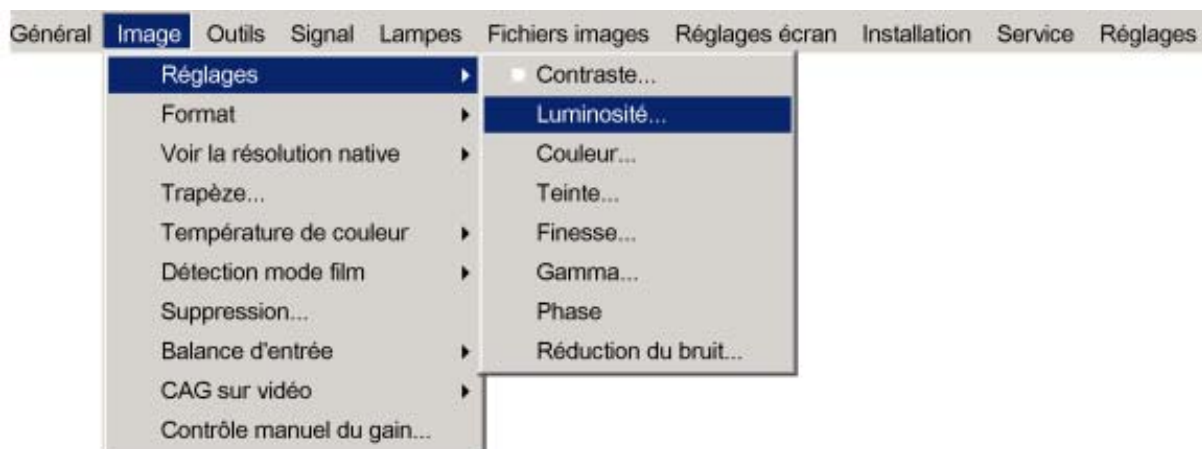 Général Image Outils Signal Lampes Fichiers images Réglages écran Installation Service Réglages
Réglages
Format
Voir la résolution native
Trapèze...
Température de couleur
Détection mode film
Suppression...
Balance d'entrée
CAG sur vidéo
Contrôle manuel du gain...
Contraste...
Luminosité...
Couleur...
Teinte...
Finesse...
Gamma...
Phase
Réduction du bruit...